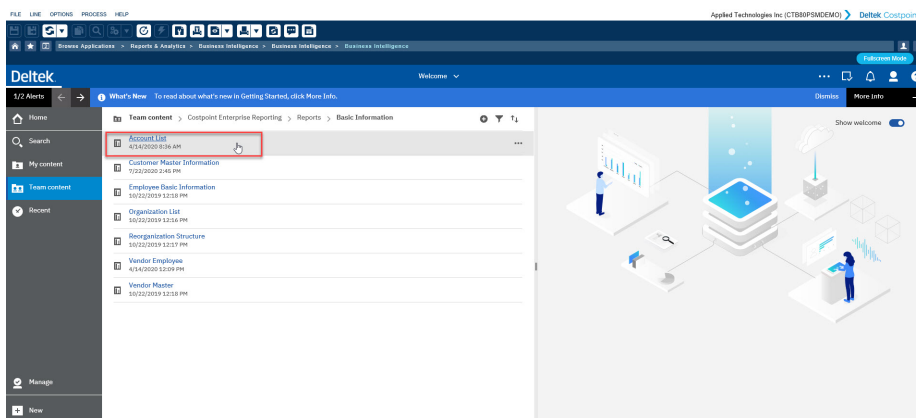 FILE LINE OPTIONS PROCESS HELP
Applied Technologies Inc (CTB80PSMDEMO) Deltek Costpoin
Browse Applications > Reports & Analytics > Business Intelligence > Business Intelligence > Business Intelligence
Fullscreen Mode
Deltek
Welcome
1/2 Alerts
What's New To read about what's new in Getting Started, click More Info.
Dismiss
More Info
Home
Team content > Costpoint Enterprise Reporting > Reports > Basic Information
Show welcome
Search
Account List
4/14/2020 8:36 AM
My content
Customer Master Information
7/22/2020 2:45 PM
Team content
Employee Basic Information
10/22/2019 12:18 PM
Recent
Organization List
10/22/2019 12:16 PM
Reorganization Structure
10/22/2019 12:17 PM
Vendor Employee
4/14/2020 12:09 PM
Vendor Master
10/22/2019 12:18 PM
Manage
New